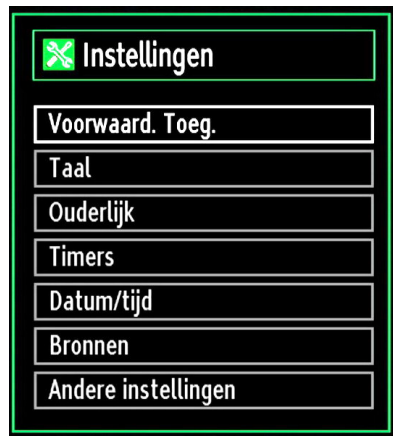 Instellingen
Voorwaard. Toeg.
Taal
Ouderlijk
Timers
Datum/tijd
Bronnen
Andere instellingen